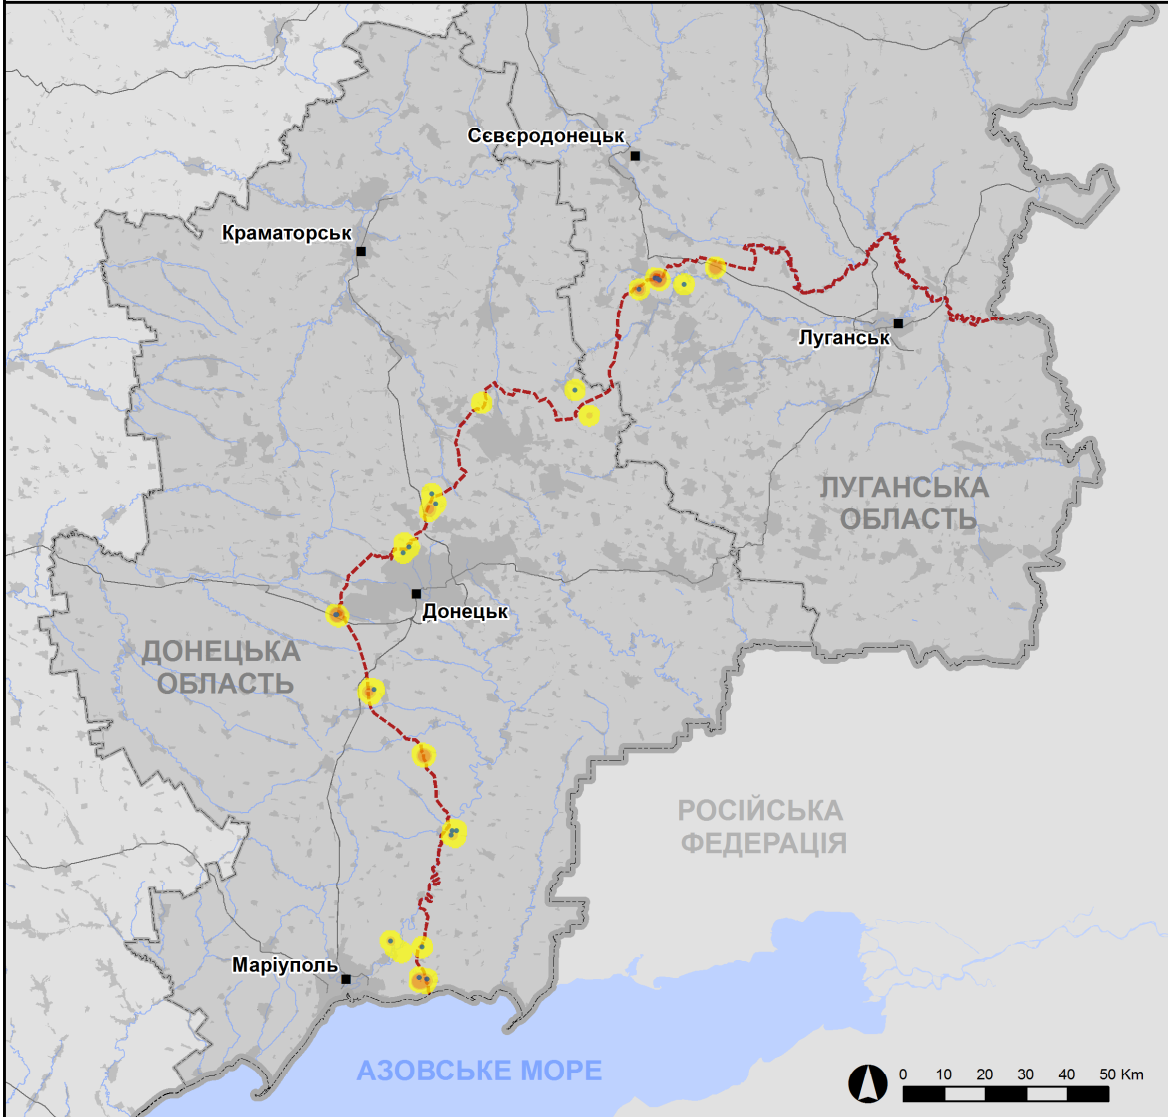 Сєвєродонецьк
Краматорськ
Луганськ
ЛУГАНСЬКА
ОБЛАСТЬ
Донецьк
ДОНЕЦЬКА
ОБЛАСТЬ
РОСІЙСЬКА
ФЕДЕРАЦІЯ
Маріуполь
АЗОВСЬКЕ МОРЕ
0 10 20 30 40 50 Km